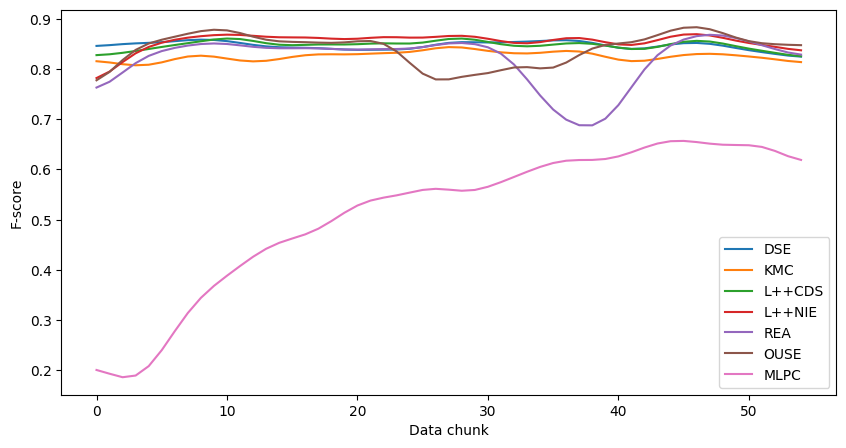 0.9
0.8
0.7
0.6
0.5
0.4
0.3
0.2
F-score
0 10 20 30 40 50
Data chunk
DSE
KMC
L++CDS
L++NIE
REA
OUSE
MLPC